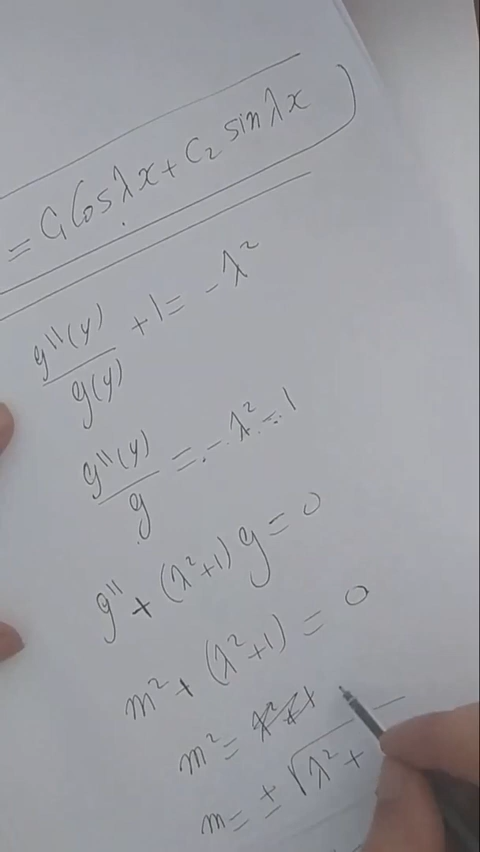 = C₁ Cos λx + C₂ sin λx
g''(y)/g(y) + 1 = -λ²
g''(y)/g = -λ² - 1
g'' + (λ²+1) g = 0
m² + (λ²+1) = 0
m² =
m = ± √λ² +